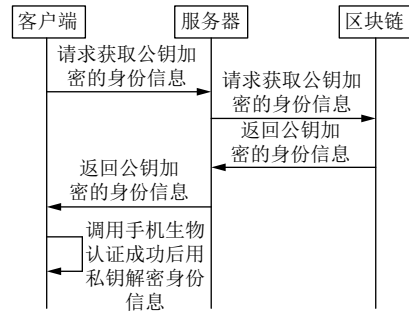 客户端
服务器
区块链
请求获取公钥加
密的身份信息
请求获取公钥加
密的身份信息
返回公钥加
密的身份信息
返回公钥加
密的身份信息
调用手机生物
认证成功后用
私钥解密身份
信息